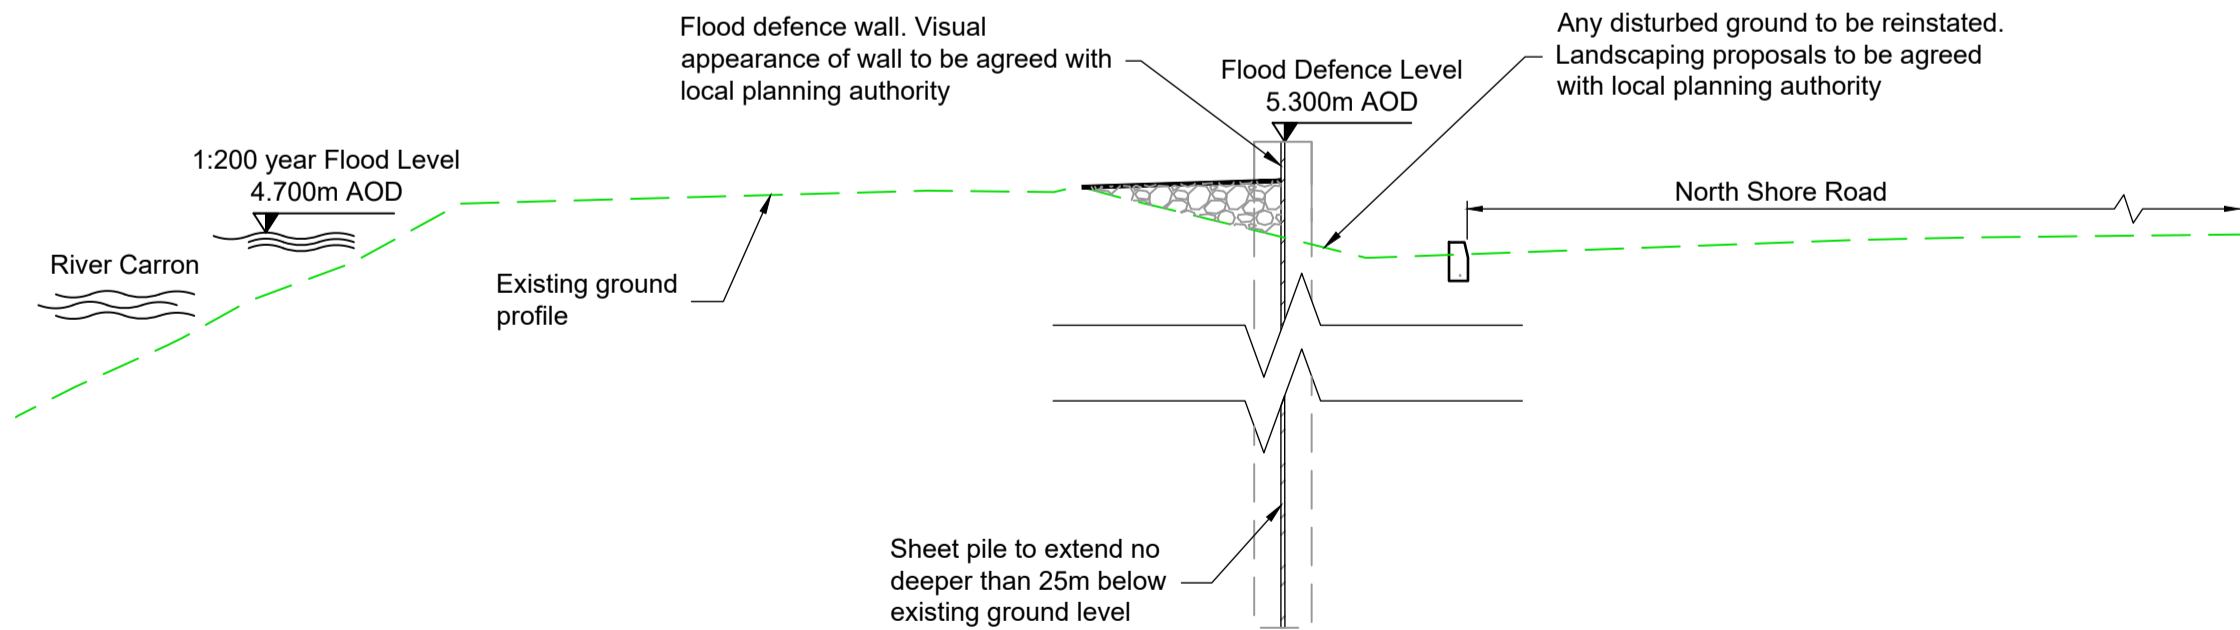 Flood defence wall. Visual
appearance of wall to be agreed with
local planning authority
Flood Defence Level
5.300m AOD
Any disturbed ground to be reinstated.
Landscaping proposals to be agreed
with local planning authority
1:200 year Flood Level
4.700m AOD
North Shore Road
River Carron
Existing ground
profile
Sheet pile to extend no
deeper than 25m below
existing ground level